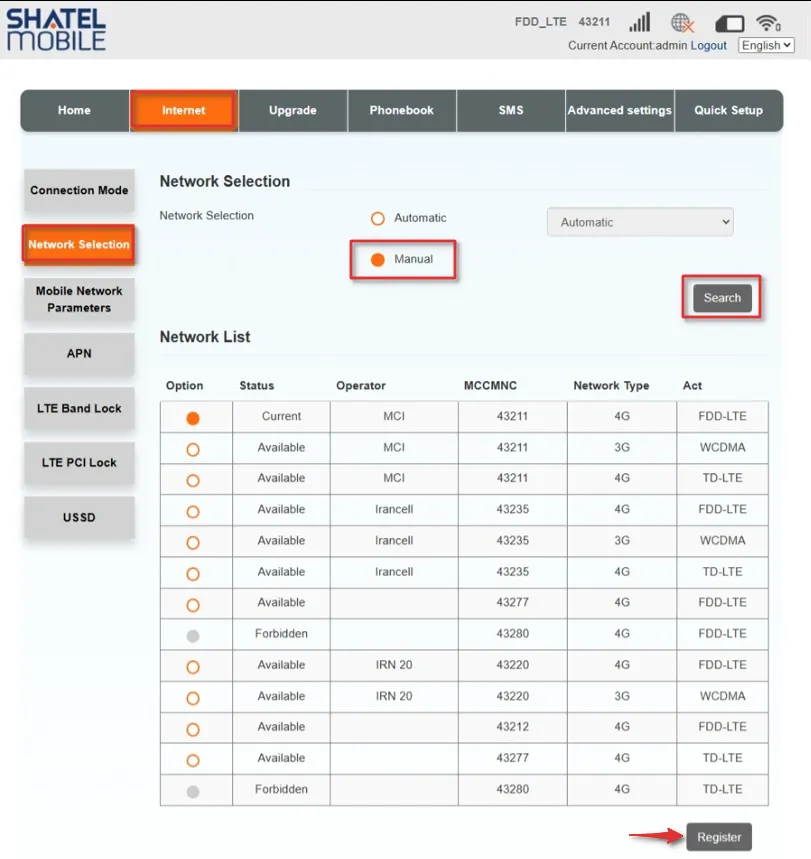 SHATEL
MOBILE
FDD_LTE 43211
0
Current Account:admin Logout English
Home Internet Upgrade Phonebook SMS Advanced settings Quick Setup
Connection Mode
Network Selection
Mobile Network
Parameters
APN
LTE Band Lock
LTE PCI Lock
USSD
Network Selection
Network Selection Automatic Automatic
Manual
Search
Network List
Option Status Operator MCCMNC Network Type Act
Current MCI 43211 4G FDD-LTE
Available MCI 43211 3G WCDMA
Available MCI 43211 4G TD-LTE
Available Irancell 43235 4G FDD-LTE
Available Irancell 43235 3G WCDMA
Available Irancell 43235 4G TD-LTE
Available 43277 4G FDD-LTE
Forbidden 43280 4G FDD-LTE
Available IRN 20 43220 4G FDD-LTE
Available IRN 20 43220 3G WCDMA
Available 43212 4G FDD-LTE
Available 43277 4G TD-LTE
Forbidden 43280 4G TD-LTE
Register